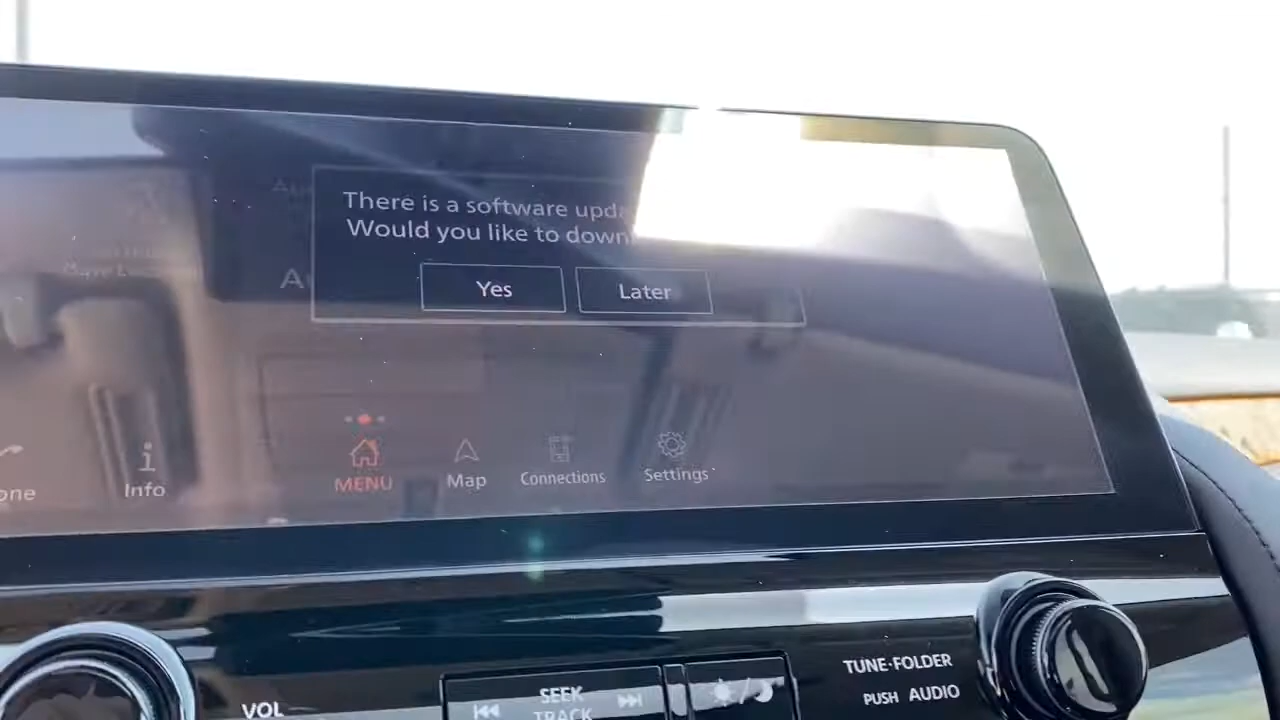 There is a software upd
Would you like to down
Yes
Later
Info
MENU
Map
Connections
Settings
VOL
SEEK
TRACK
TUNE·FOLDER
PUSH AUDIO